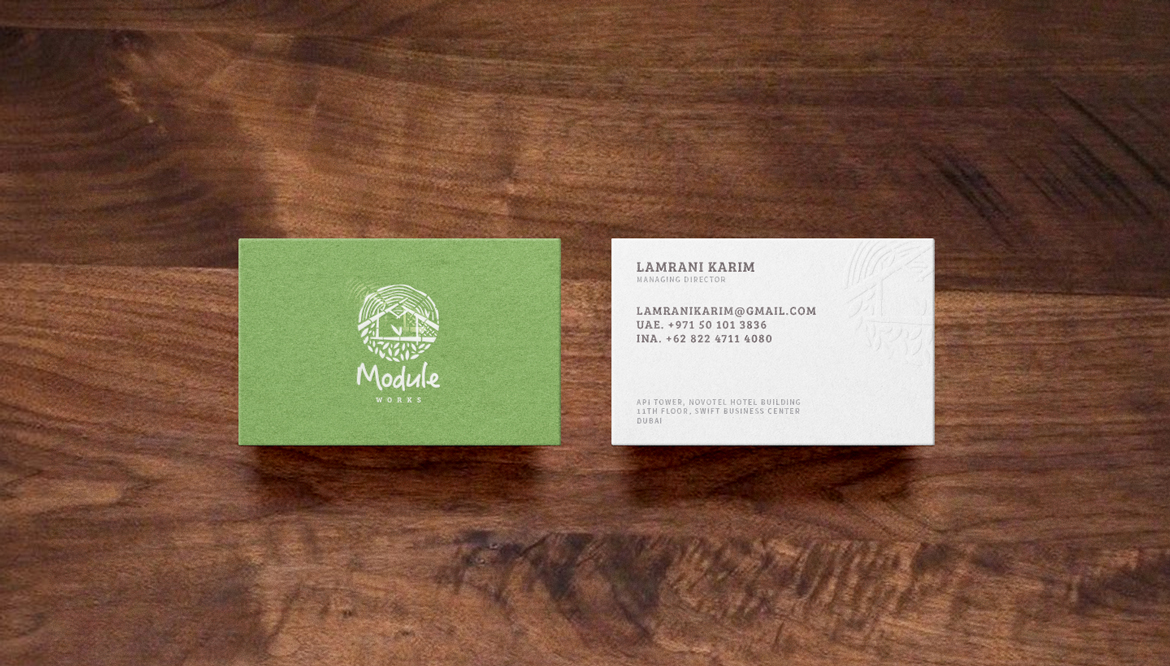 Module
WORKS
LAMRANI KARIM
MANAGING DIRECTOR
LAMRANIKARIM@GMAIL.COM
UAE. +971 50 101 3836
INA. +62 822 4711 4080
API TOWER, NOVOTEL HOTEL BUILDING
11TH FLOOR, SWIFT BUSINESS CENTER
DUBAI